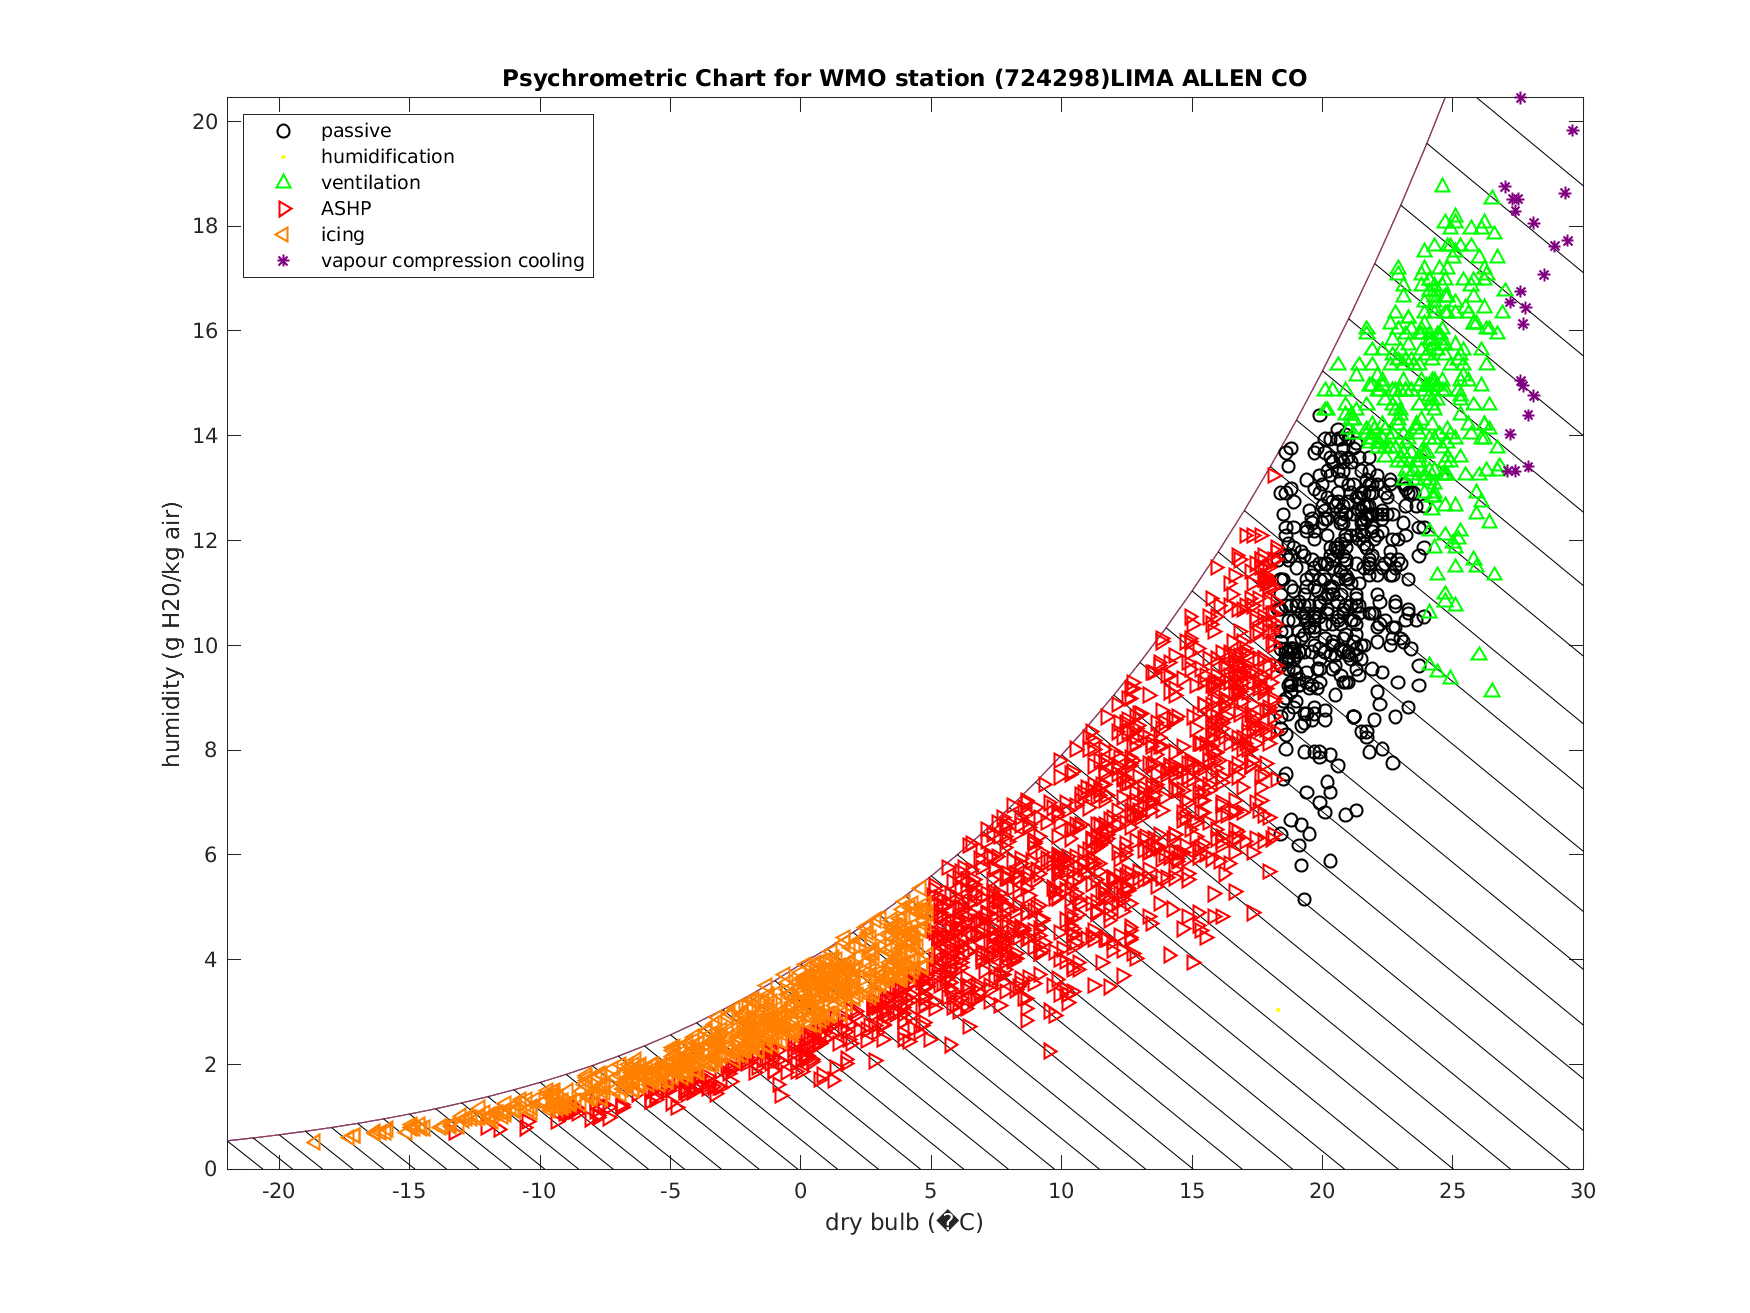 Psychrometric Chart for WMO station (724298)LIMA ALLEN CO
passive
humidification
ventilation
ASHP
icing
vapour compression cooling
humidity (g H20/kg air)
20
18
16
14
12
10
8
6
4
2
0
-20 -15 -10 -5 0 5 10 15 20 25 30
dry bulb (�C)